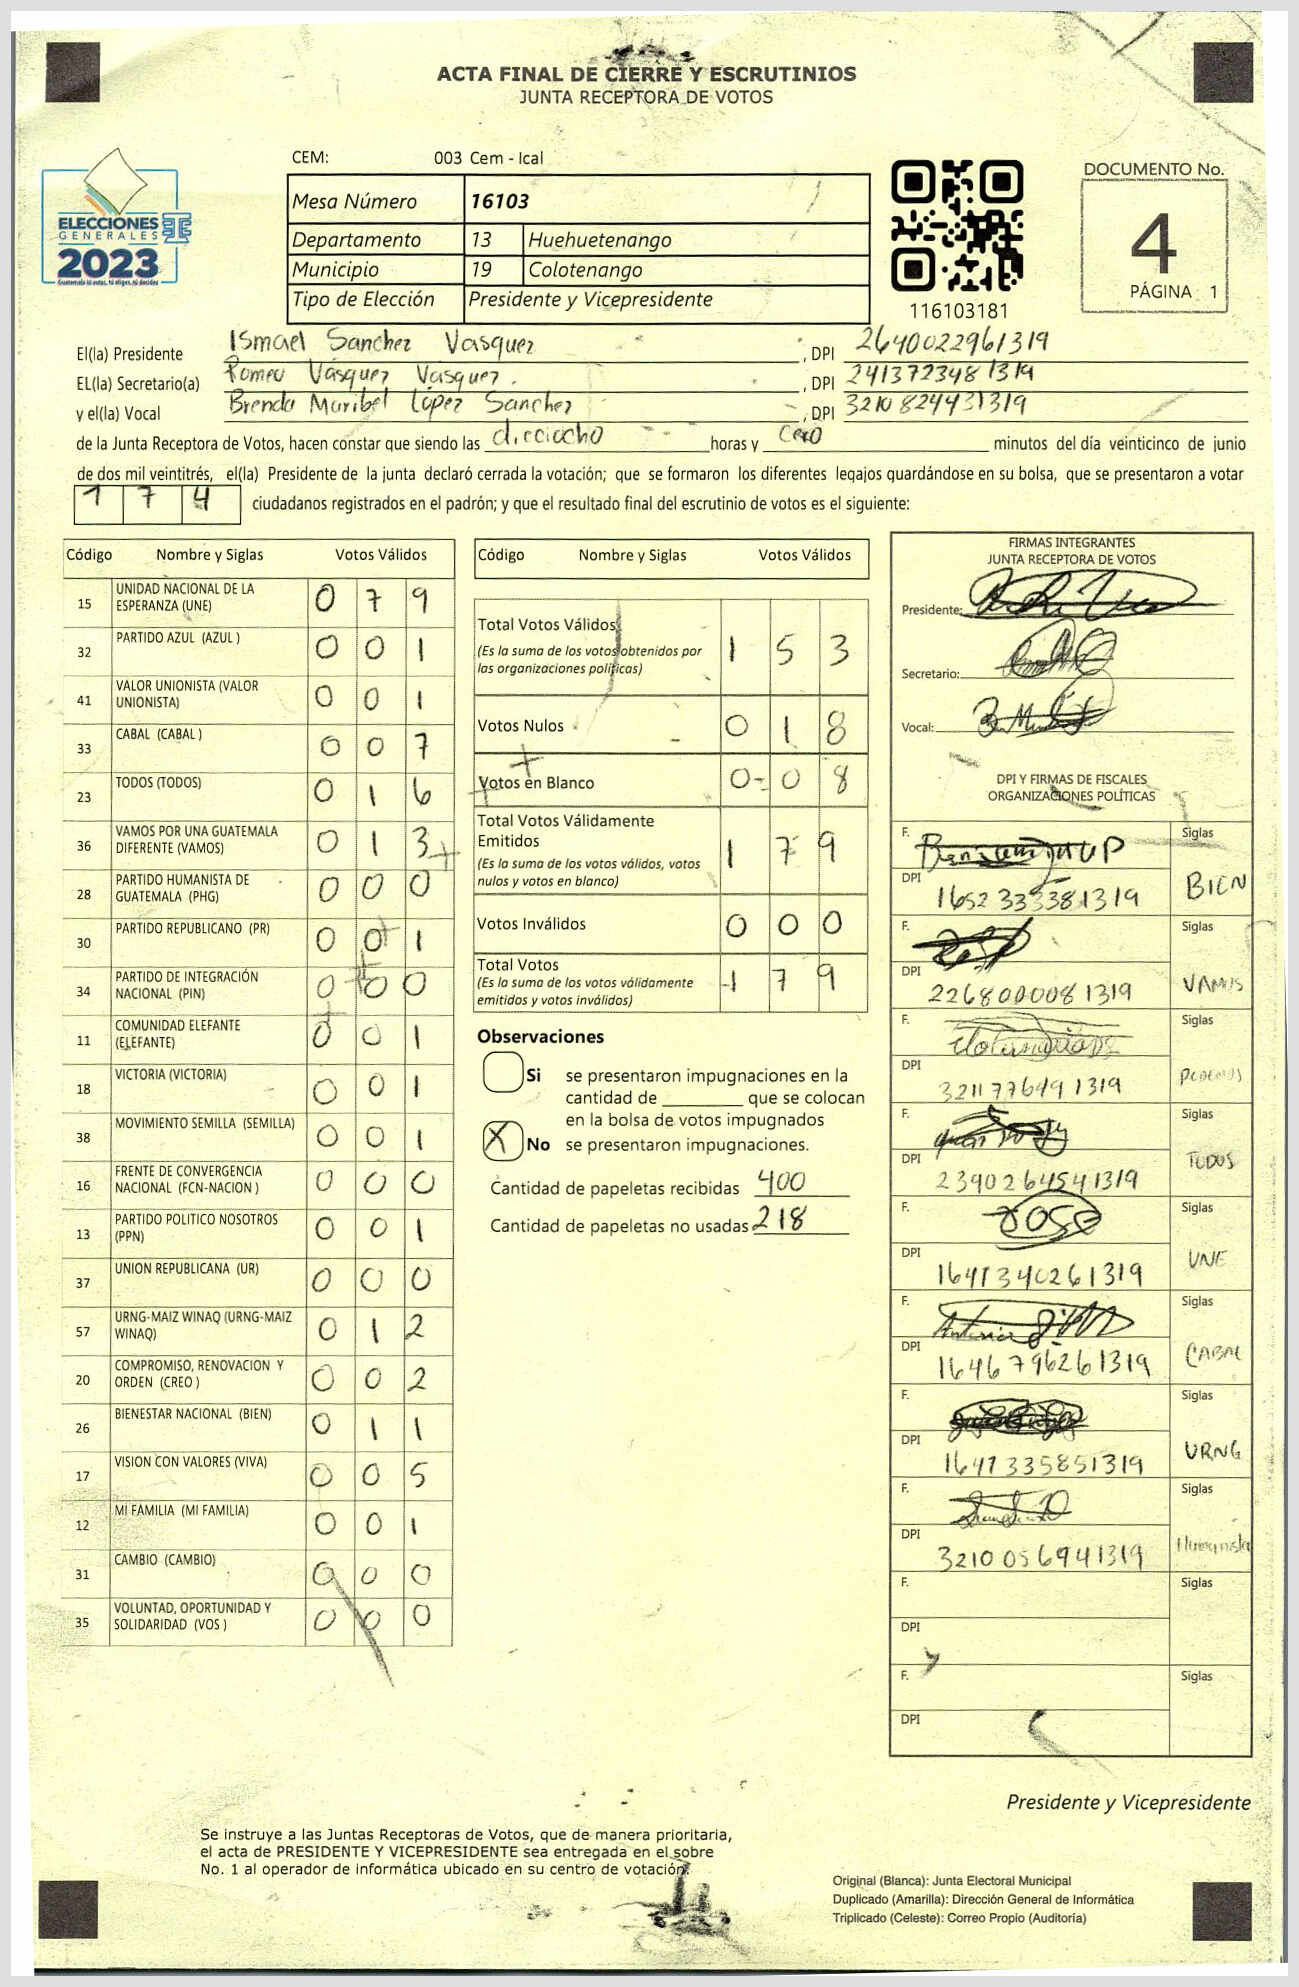 ACTA FINAL DE CIERRE Y ESCRUTINIOS
JUNTA RECEPTORA DE VOTOS
CEM: 003 Cem - Ical
ELECCIONES
GENERALES
2023
Guatemala tú votas, tú eliges, tú decides
Mesa Número 16103
Departamento 13 Huehuetenango
Municipio 19 Colotenango
Tipo de Elección Presidente y Vicepresidente
116103181
DOCUMENTO No.
4
PÁGINA 1
El(la) Presidente Ismael Sanchez Vasquez , DPI 2640022961319
EL(la) Secretario(a) Romeo Vásquez Vasquez , DPI 2413723481319
y el(la) Vocal Brenda Maribel López Sanchez , DPI 3210824431319
de la Junta Receptora de Votos, hacen constar que siendo las diecciocho horas y cero minutos del día veinticinco de junio
de dos mil veintitrés, el(la) Presidente de la junta declaró cerrada la votación; que se formaron los diferentes legajos guardándose en su bolsa, que se presentaron a votar
1 7 4 ciudadanos registrados en el padrón; y que el resultado final del escrutinio de votos es el siguiente:
Código Nombre y Siglas Votos Válidos
15 UNIDAD NACIONAL DE LA ESPERANZA (UNE) 0 7 9
32 PARTIDO AZUL (AZUL ) 0 0 1
41 VALOR UNIONISTA (VALOR UNIONISTA) 0 0 1
33 CABAL (CABAL ) 0 0 7
23 TODOS (TODOS) 0 1 6
36 VAMOS POR UNA GUATEMALA DIFERENTE (VAMOS) 0 1 3
28 PARTIDO HUMANISTA DE GUATEMALA (PHG) 0 0 0
30 PARTIDO REPUBLICANO (PR) 0 0 1
34 PARTIDO DE INTEGRACIÓN NACIONAL (PIN) 0 0 0
11 COMUNIDAD ELEFANTE (ELEFANTE) 0 0 1
18 VICTORIA (VICTORIA) 0 0 1
38 MOVIMIENTO SEMILLA (SEMILLA) 0 0 1
16 FRENTE DE CONVERGENCIA NACIONAL (FCN-NACION ) 0 0 0
13 PARTIDO POLITICO NOSOTROS (PPN) 0 0 1
37 UNION REPUBLICANA (UR) 0 0 0
57 URNG-MAIZ WINAQ (URNG-MAIZ WINAQ) 0 1 2
20 COMPROMISO, RENOVACION Y ORDEN (CREO ) 0 0 2
26 BIENESTAR NACIONAL (BIEN) 0 1 1
17 VISION CON VALORES (VIVA) 0 0 5
12 MI FAMILIA (MI FAMILIA) 0 0 1
31 CAMBIO (CAMBIO) 0 0 0
35 VOLUNTAD, OPORTUNIDAD Y SOLIDARIDAD (VOS ) 0 0 0
Código Nombre y Siglas Votos Válidos
Total Votos Válidos 1 5 3
(Es la suma de los votos obtenidos por
las organizaciones políticas)
Votos Nulos 0 1 8
Votos en Blanco 0 0 8
Total Votos Válidamente
Emitidos 1 7 9
(Es la suma de los votos válidos, votos
nulos y votos en blanco)
Votos Inválidos 0 0 0
Total Votos 1 7 9
(Es la suma de los votos válidamente
emitidos y votos inválidos)
Observaciones
Si se presentaron impugnaciones en la
cantidad de ________ que se colocan
en la bolsa de votos impugnados
X No se presentaron impugnaciones.
Cantidad de papeletas recibidas 400
Cantidad de papeletas no usadas 218
FIRMAS INTEGRANTES
JUNTA RECEPTORA DE VOTOS
Presidente:
Secretario:
Vocal:
DPI Y FIRMAS DE FISCALES
ORGANIZACIONES POLÍTICAS
F. Siglas
DPI 1652333381319 BIEN
F. Siglas
DPI 2268000081319 VAMOS
F. Siglas
DPI 3211776491319 PODEMOS
F. Siglas
DPI 2390264541319 TODOS
F. JOSE Siglas
DPI 1641340261319 UNE
F. Antonio Siglas
DPI 1646796261319 CABAL
F. Siglas
DPI 1641335851319 URNG
F. Siglas
DPI 3210056941319 Humanista
F. Siglas
DPI
F. Siglas
DPI
Presidente y Vicepresidente
Se instruye a las Juntas Receptoras de Votos, que de manera prioritaria,
el acta de PRESIDENTE Y VICEPRESIDENTE sea entregada en el sobre
No. 1 al operador de informática ubicado en su centro de votación.
Original (Blanca): Junta Electoral Municipal
Duplicado (Amarilla): Dirección General de Informática
Triplicado (Celeste): Correo Propio (Auditoría)